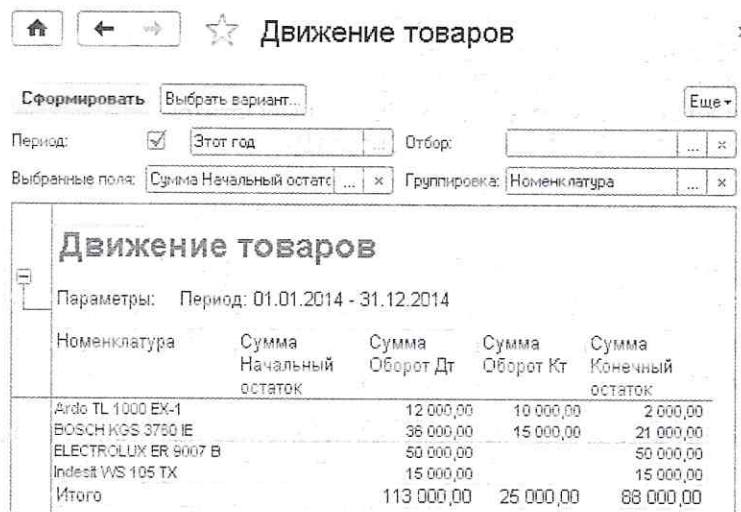 Движение товаров
Сформировать Выбрать вариант... Еще
Период: Этот год ... Отбор: ... ×
Выбранные поля: Сумма Начальный остатс ... × Группировка: Номенклатура ... ×
Движение товаров
Параметры: Период: 01.01.2014 - 31.12.2014
Номенклатура Сумма Сумма Сумма Сумма
Начальный Оборот Дт Оборот Кт Конечный
остаток остаток
Ardo TL 1000 EX-1 12 000,00 10 000,00 2 000,00
BOSCH KGS 3760 IE 36 000,00 15 000,00 21 000,00
ELECTROLUX ER 9007 B 50 000,00 50 000,00
Indesit WS 105 TX 15 000,00 15 000,00
Итого 113 000,00 25 000,00 88 000,00